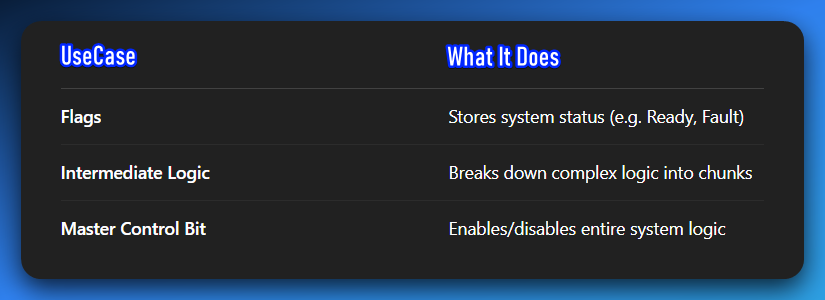 UseCase What It Does
Flags Stores system status (e.g. Ready, Fault)
Intermediate Logic Breaks down complex logic into chunks
Master Control Bit Enables/disables entire system logic